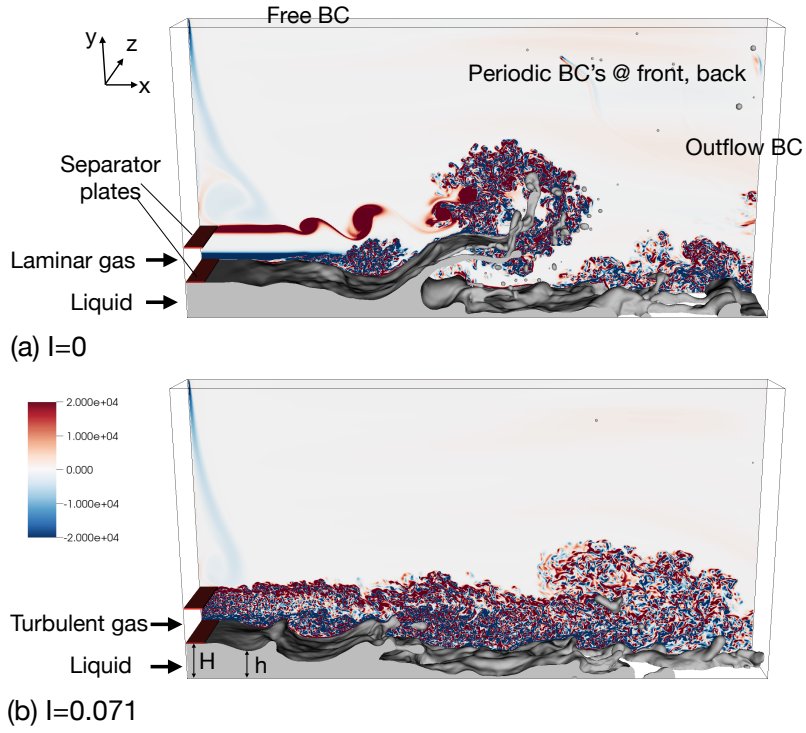 Free BC
y
z
x
Periodic BC's @ front, back
Outflow BC
Separator
plates
Laminar gas
Liquid
(a) I=0
2.000e+04
1.000e+04
0.000
-1.000e+04
-2.000e+04
Turbulent gas
Liquid
H
h
(b) I=0.071